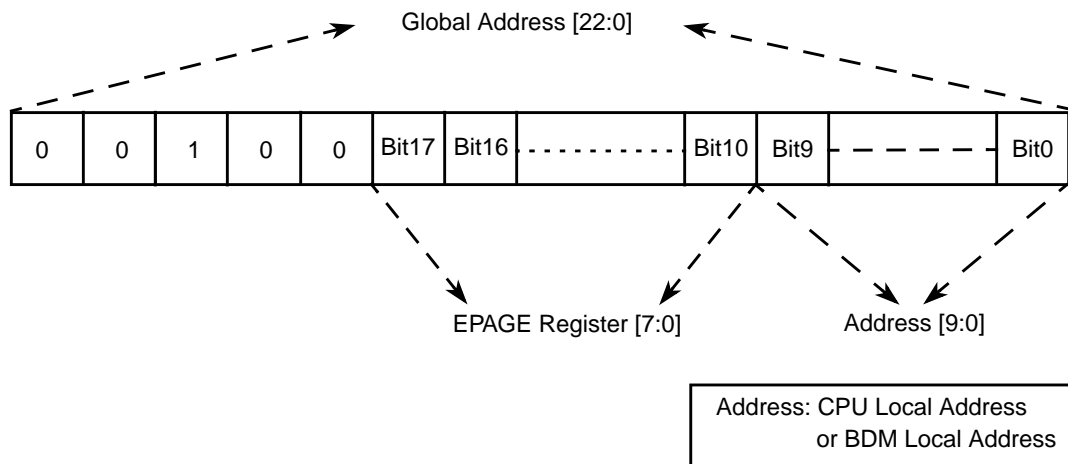 Global Address [22:0]
0 0 1 0 0 Bit17 Bit16 Bit10 Bit9 Bit0
EPAGE Register [7:0] Address [9:0]
Address: CPU Local Address
or BDM Local Address